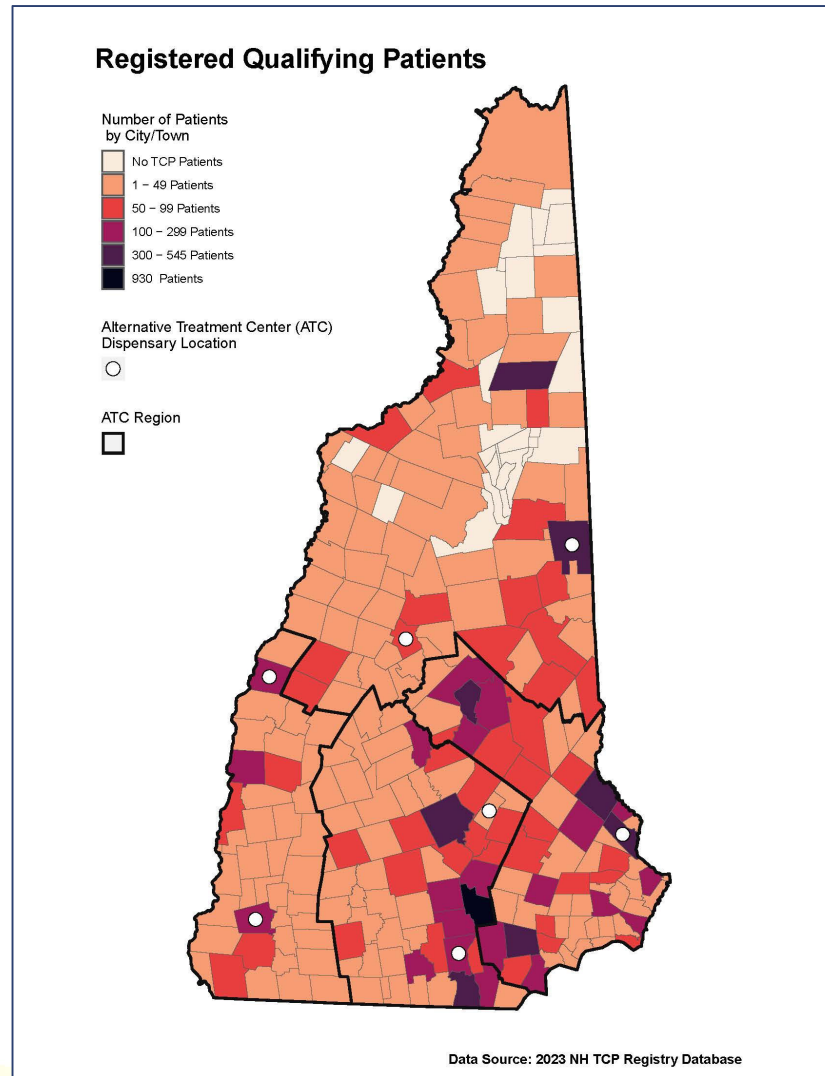 Registered Qualifying Patients
Number of Patients
by City/Town
No TCP Patients
1 − 49 Patients
50 − 99 Patients
100 − 299 Patients
300 − 545 Patients
930 Patients
Alternative Treatment Center (ATC)
Dispensary Location
ATC Region
Data Source: 2023 NH TCP Registry Database